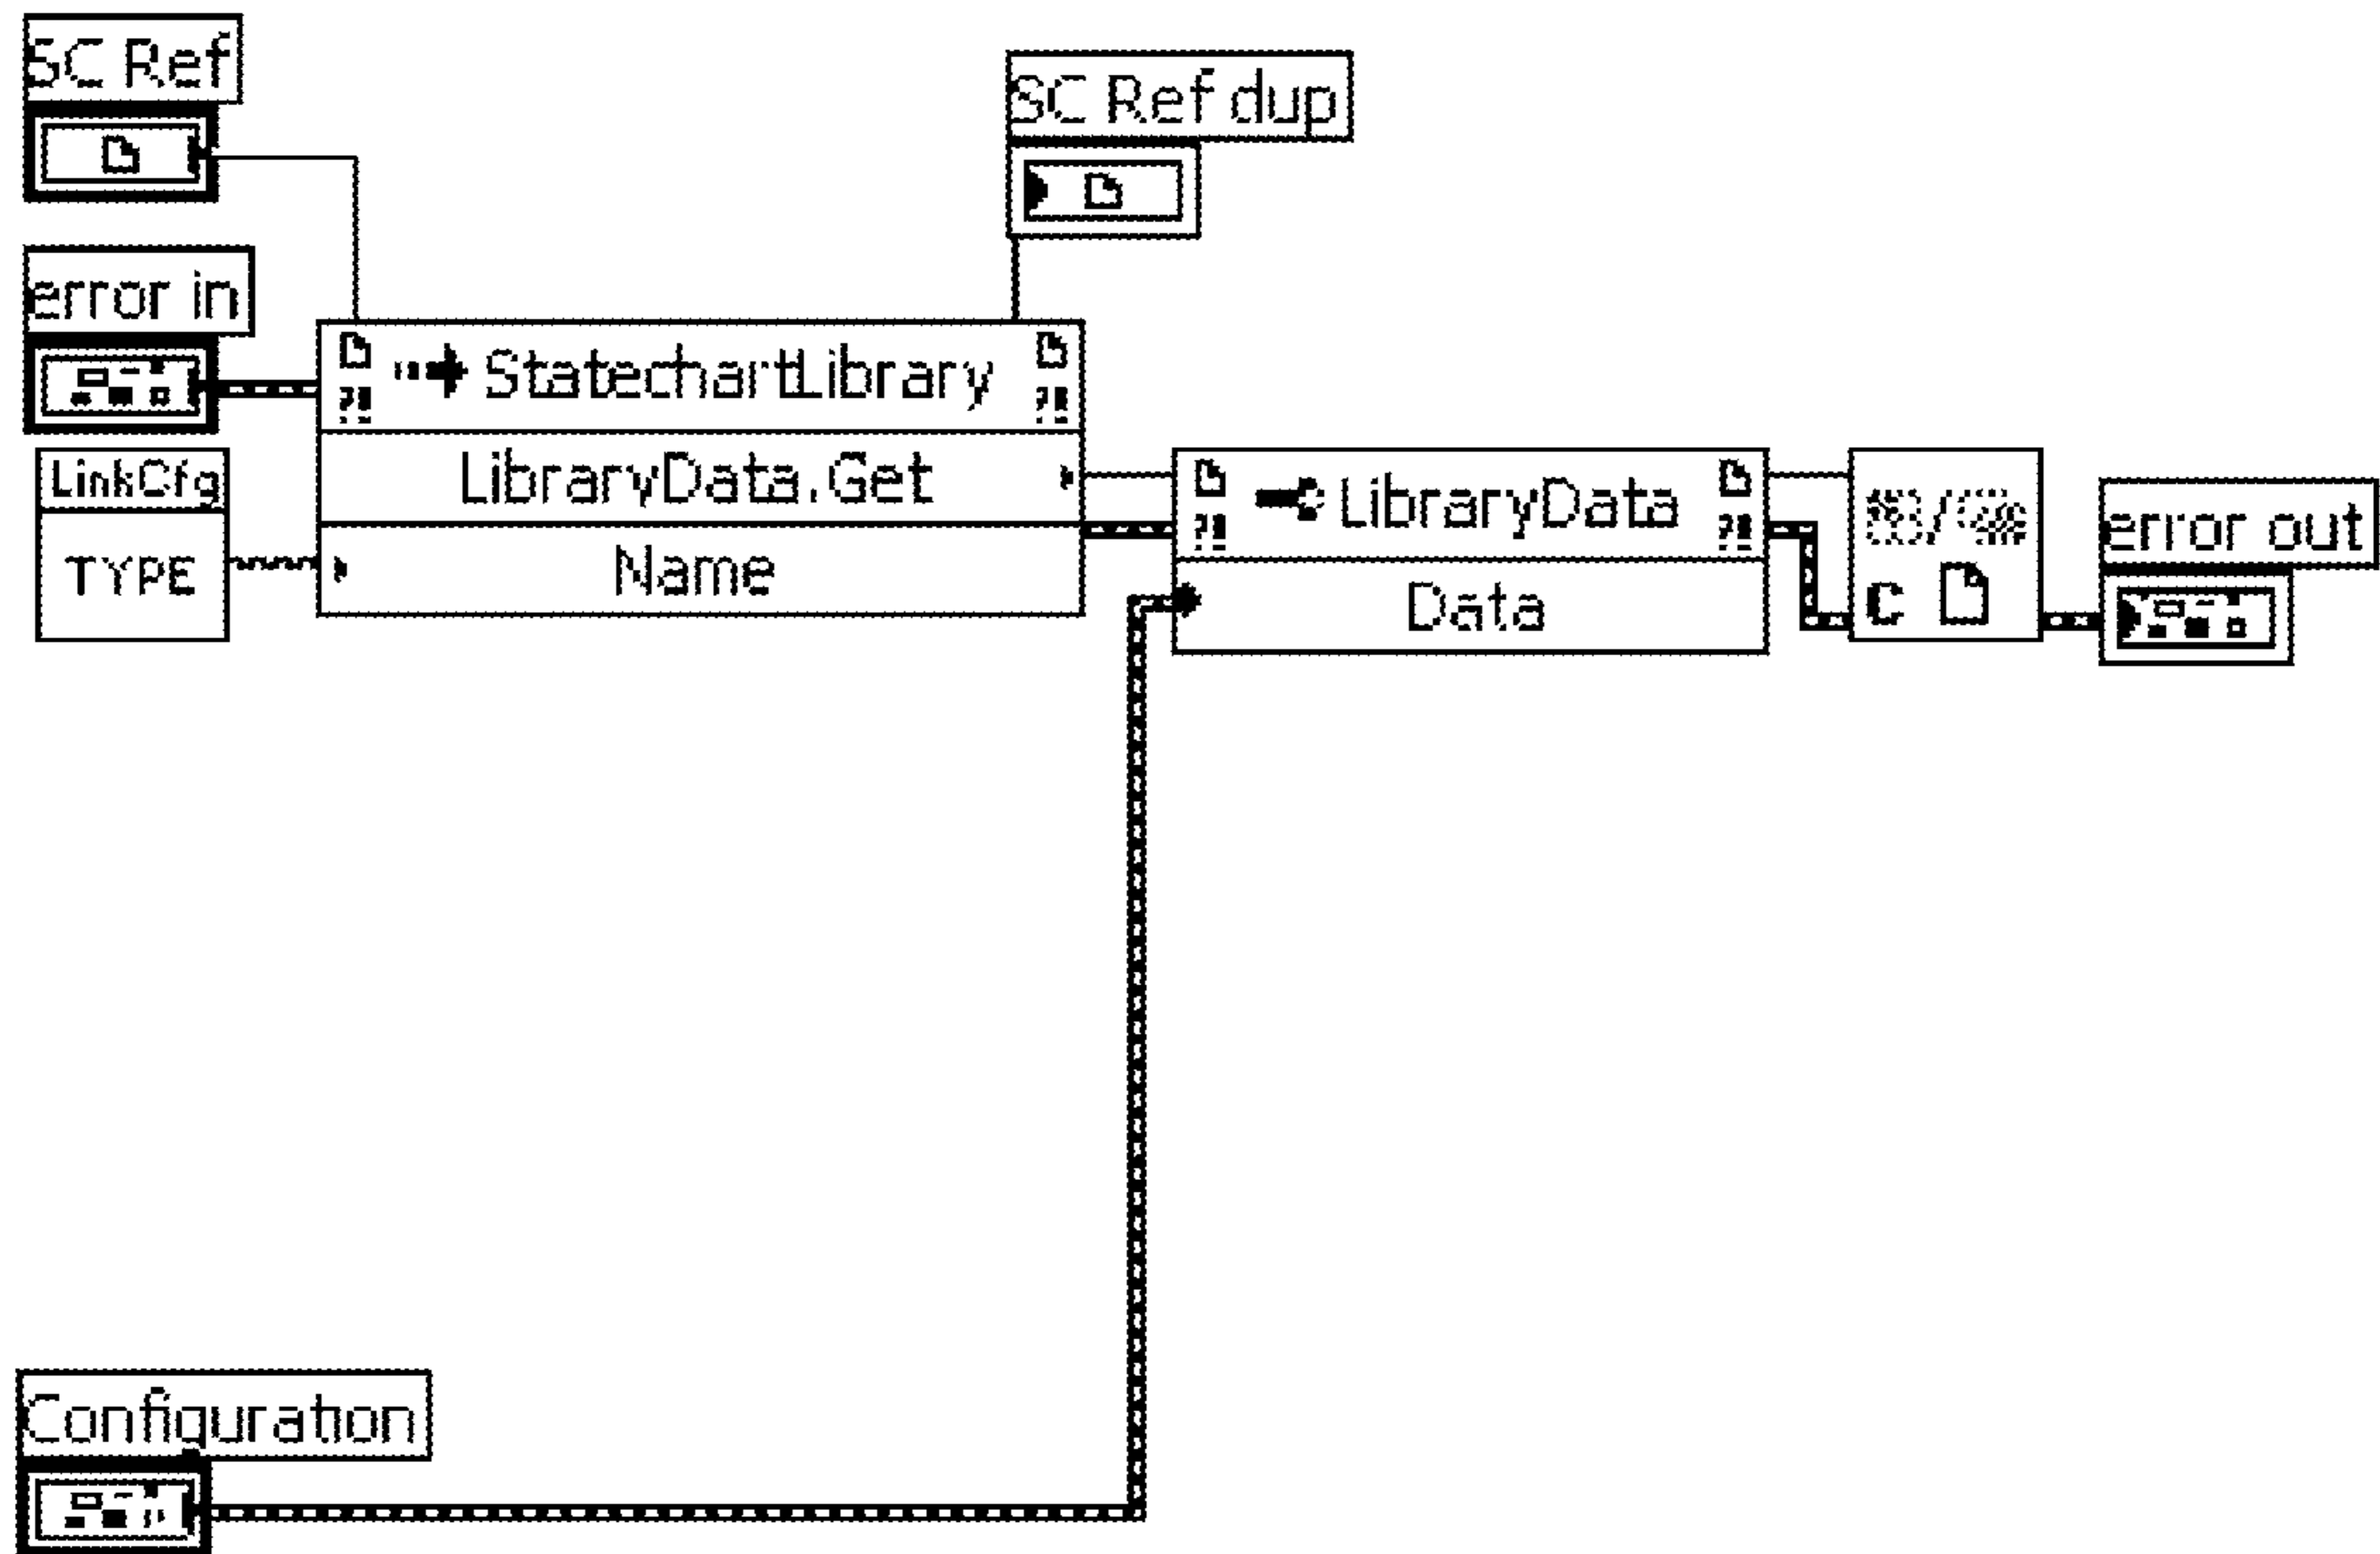 SC Ref
SC Ref dup
error in
StatechartLibrary
LibraryData.Get
Name
LinkCfg
TYPE
LibraryData
Data
error out
Configuration